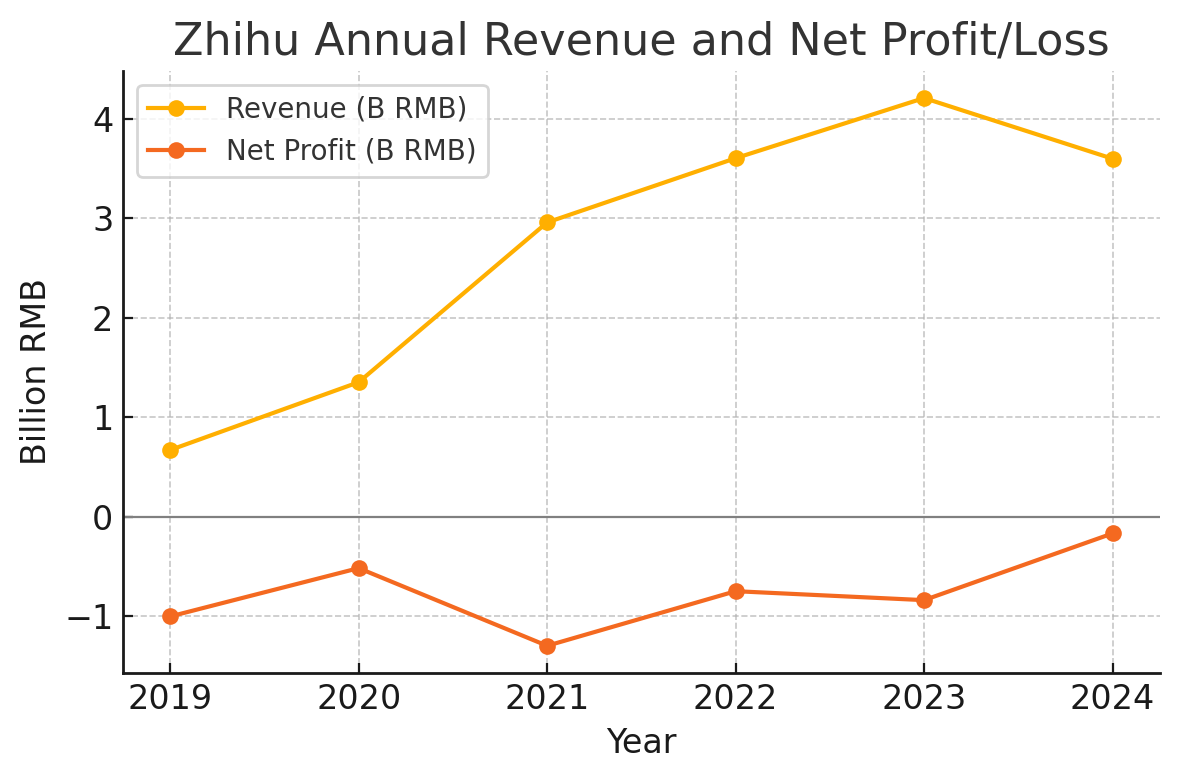 Zhihu Annual Revenue and Net Profit/Loss
Revenue (B RMB)
Net Profit (B RMB)
Billion RMB
4
3
2
1
0
−1
2019 2020 2021 2022 2023 2024
Year